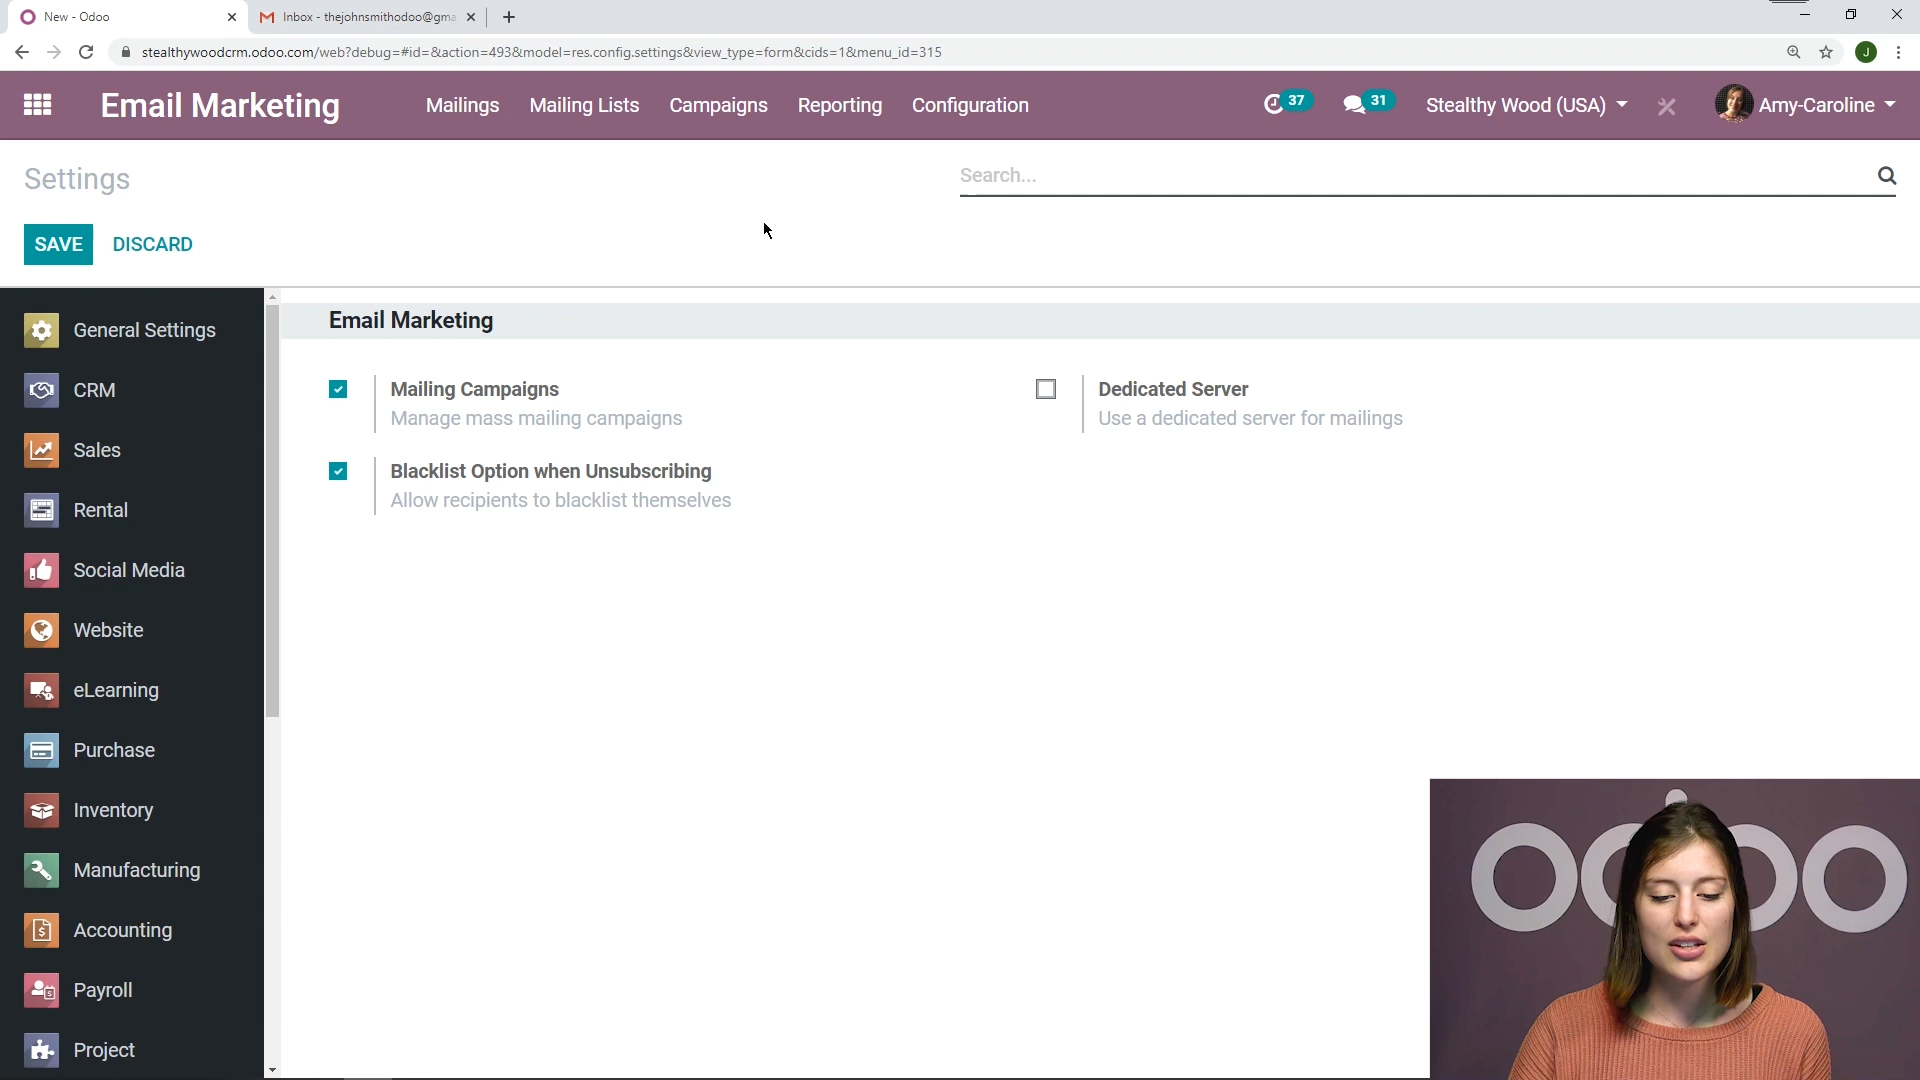 New - Odoo
Inbox - thejohnsmithodoo@gma
stealthywoodcrm.odoo.com/web?debug=#id=&action=493&model=res.config.settings&view_type=form&cids=1&menu_id=315
J
Email Marketing
Mailings
Mailing Lists
Campaigns
Reporting
Configuration
37
31
Stealthy Wood (USA)
Amy-Caroline
Settings
Search...
SAVE
DISCARD
General Settings
CRM
Sales
Rental
Social Media
Website
eLearning
Purchase
Inventory
Manufacturing
Accounting
Payroll
Project
Email Marketing
Mailing Campaigns
Manage mass mailing campaigns
Dedicated Server
Use a dedicated server for mailings
Blacklist Option when Unsubscribing
Allow recipients to blacklist themselves
odoo